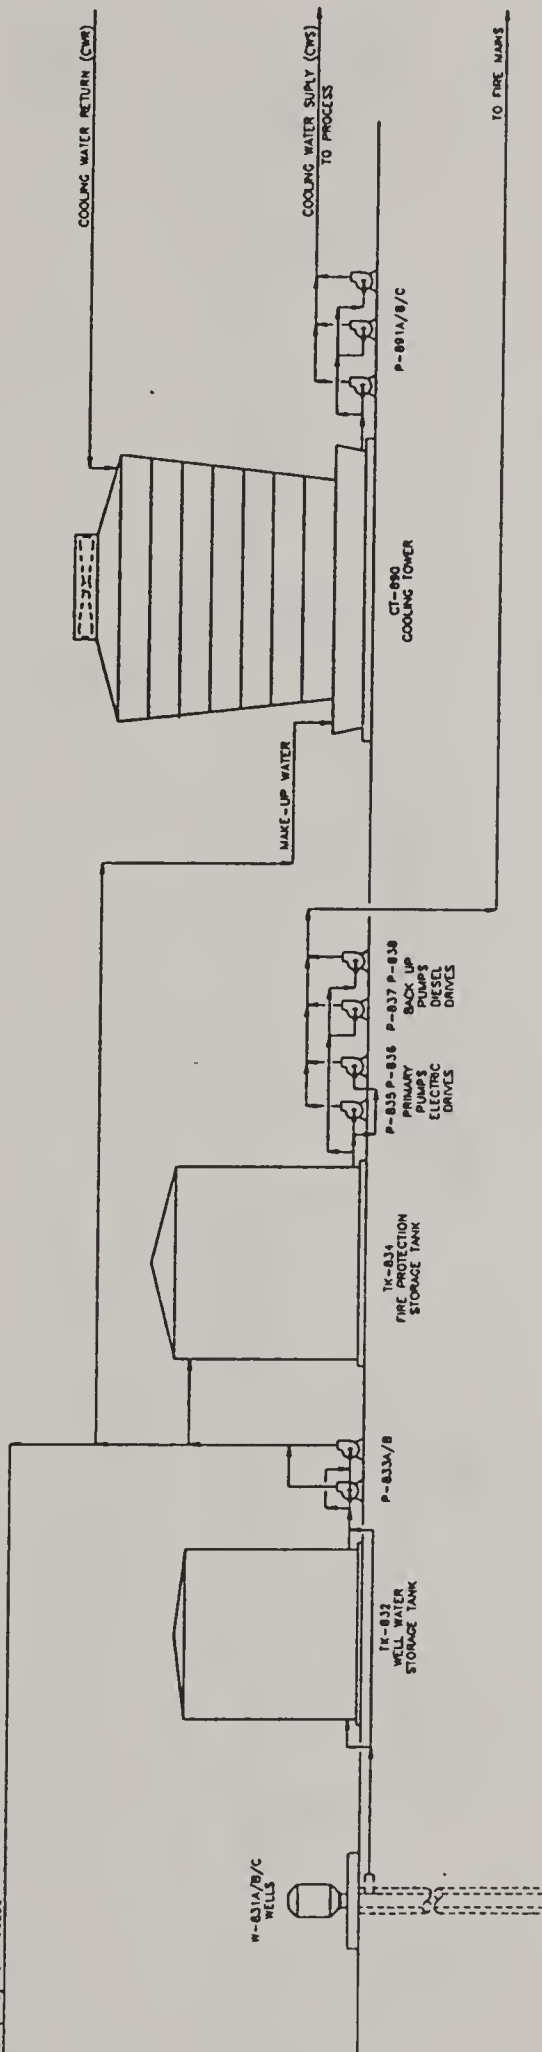 W-831A/B/C
WELLS
TK-832
WELL WATER
STORAGE TANK
P-833A/B
TK-834
FIRE PROTECTION
STORAGE TANK
P-835 P-836
PRIMARY
PUMPS
ELECTRIC
DRIVES
P-837 P-838
BACK UP
PUMPS
DIESEL
DRIVES
MAKE-UP WATER
CT-890
COOLING TOWER
P-891A/B/C
COOLING WATER RETURN (CWR)
COOLING WATER SUPLY (CWS)
TO PROCESS
TO FIRE MAINS